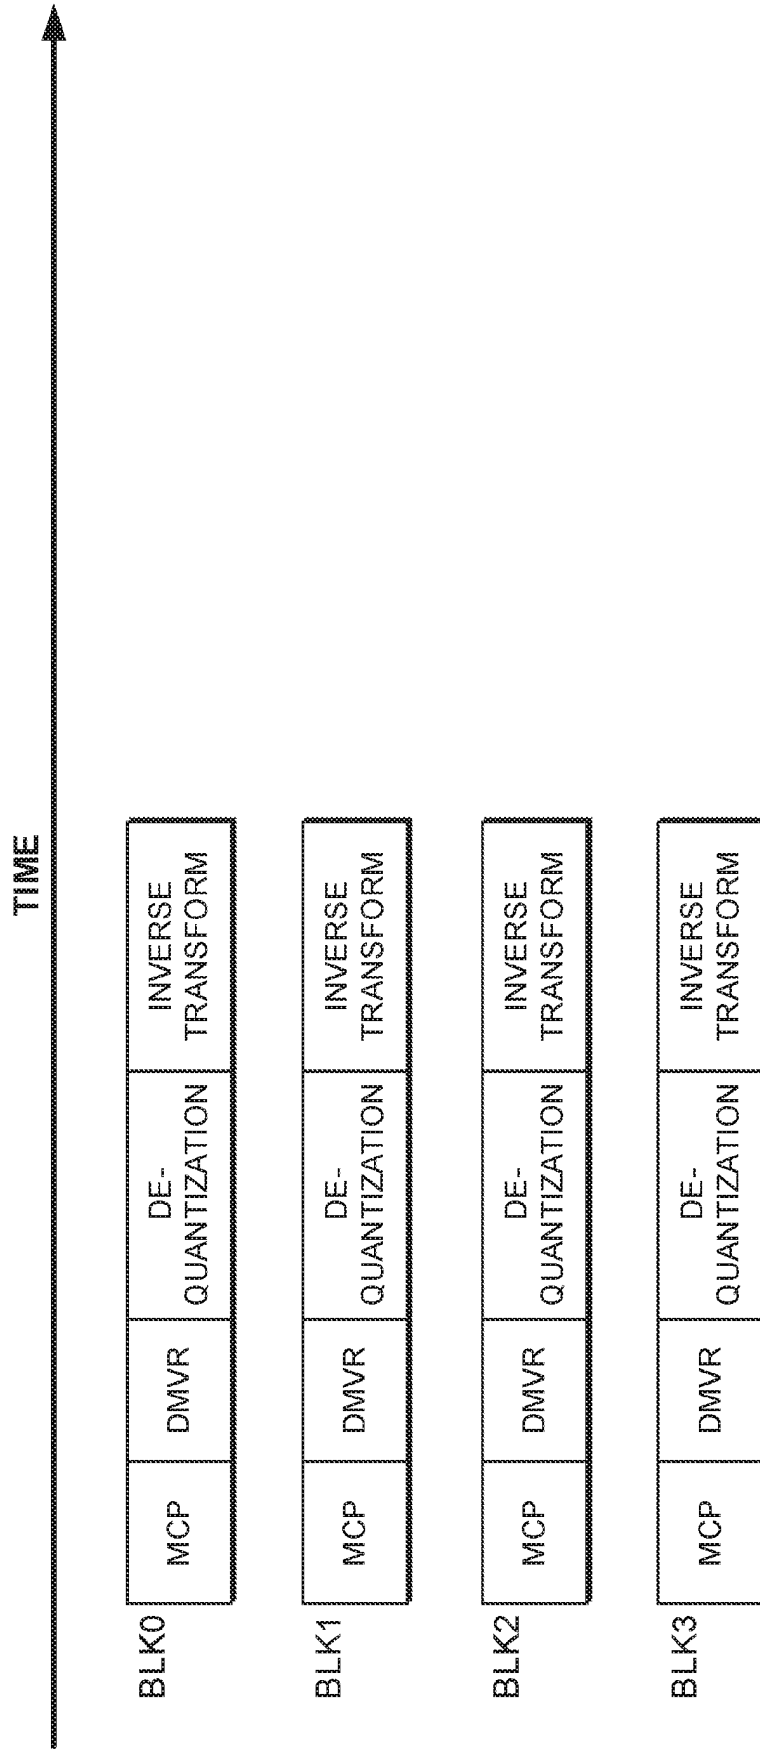 TIME
BLK0
MCP
DMVR
DE-
QUANTIZATION
INVERSE
TRANSFORM
BLK1
MCP
DMVR
DE-
QUANTIZATION
INVERSE
TRANSFORM
BLK2
MCP
DMVR
DE-
QUANTIZATION
INVERSE
TRANSFORM
BLK3
MCP
DMVR
DE-
QUANTIZATION
INVERSE
TRANSFORM